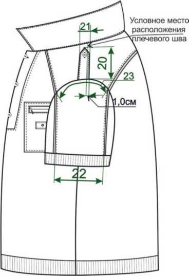 Условное место
расположения
плечевого шва
21
20
23
1,0см
22